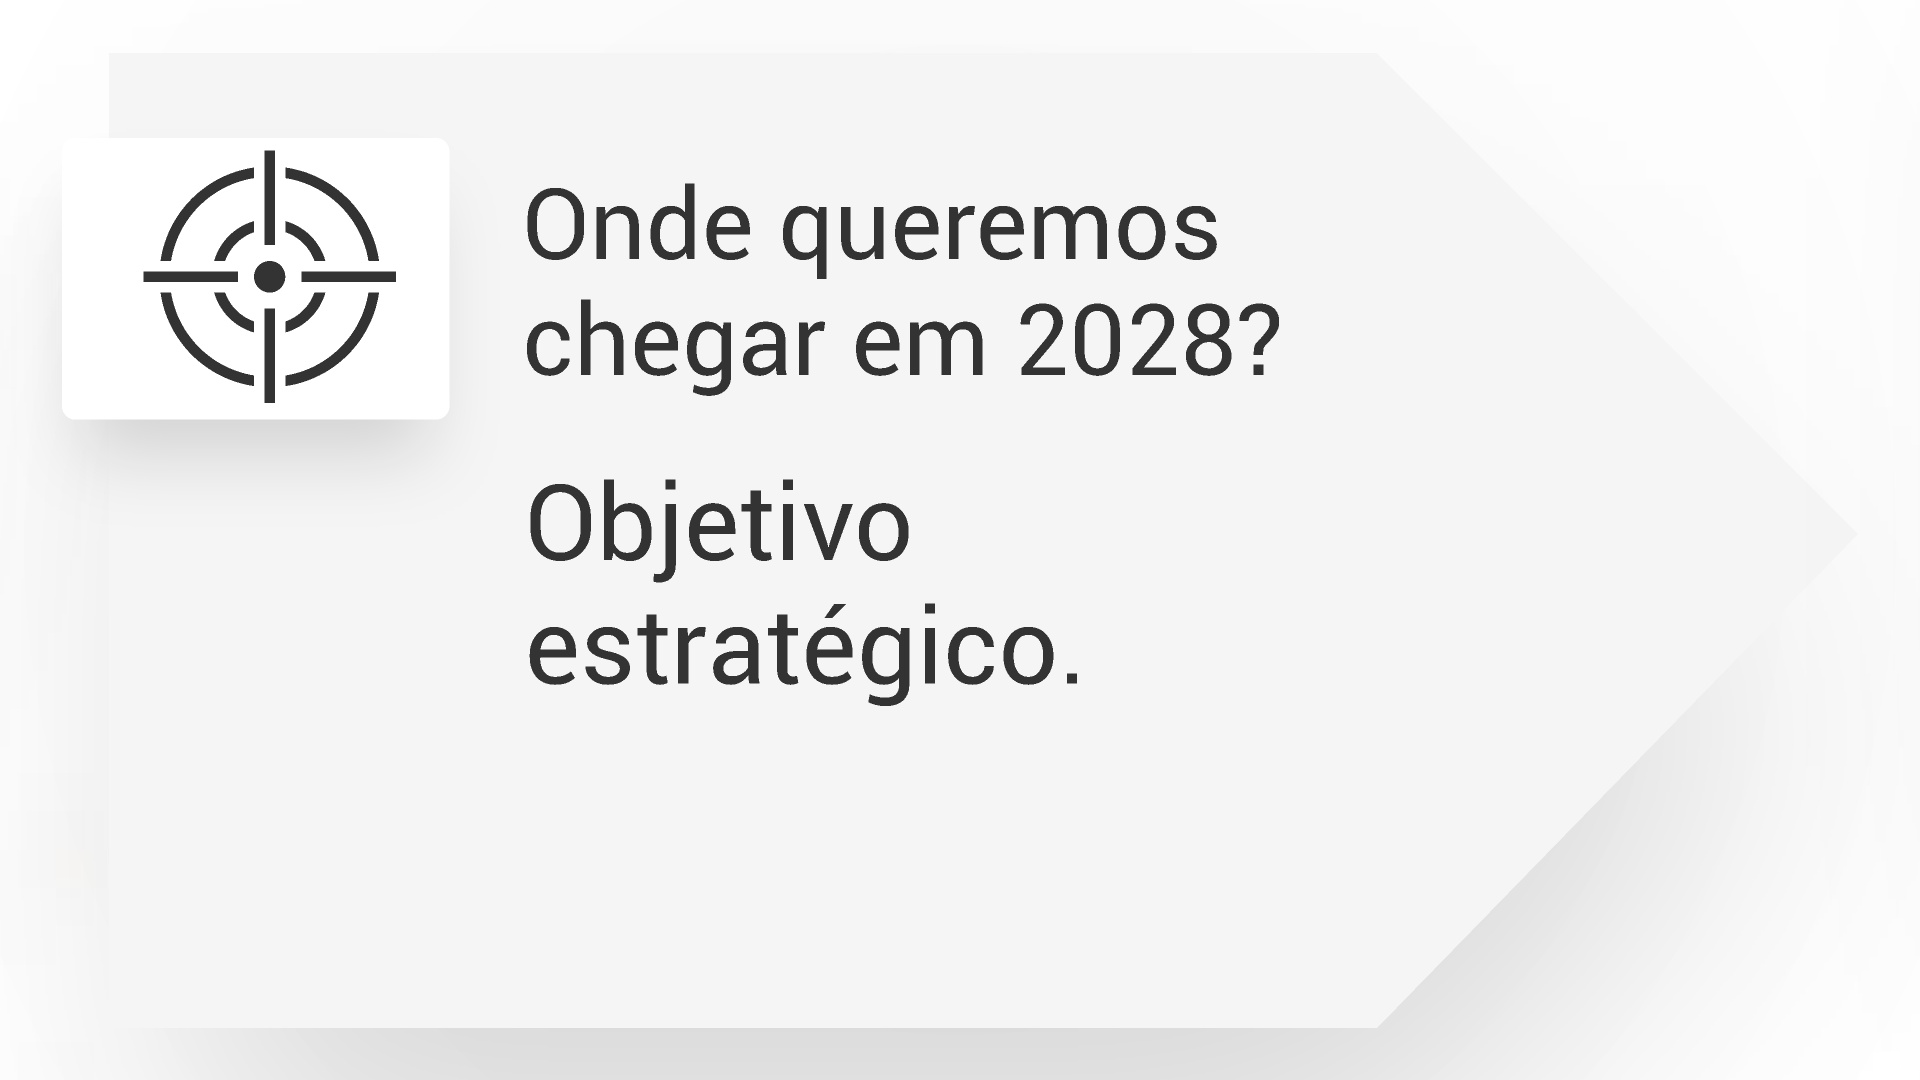 Onde queremos
chegar em 2028?
Objetivo
estratégico.